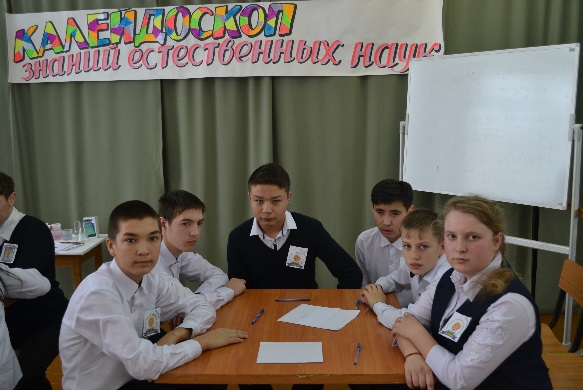 КАЛЕЙДОСКОП
ЗНАНИЙ ЕСТЕСТВЕННЫХ НАУК